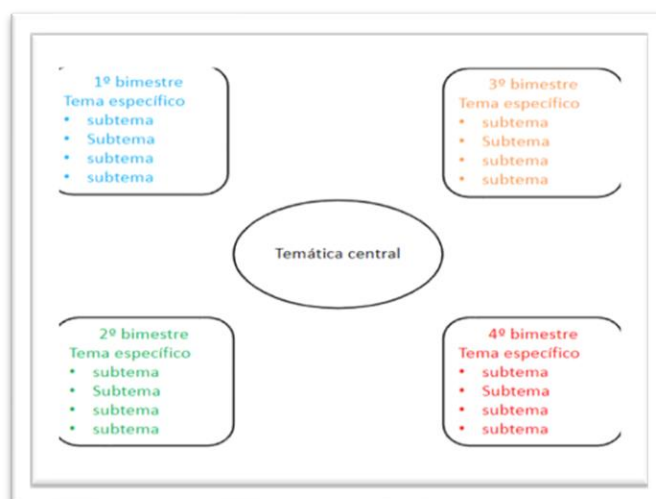 1º bimestre
Tema específico
• subtema
• Subtema
• subtema
• subtema
3º bimestre
Tema específico
• subtema
• Subtema
• subtema
• subtema
Temática central
2º bimestre
Tema específico
• subtema
• Subtema
• subtema
• subtema
4º bimestre
Tema específico
• subtema
• Subtema
• subtema
• subtema